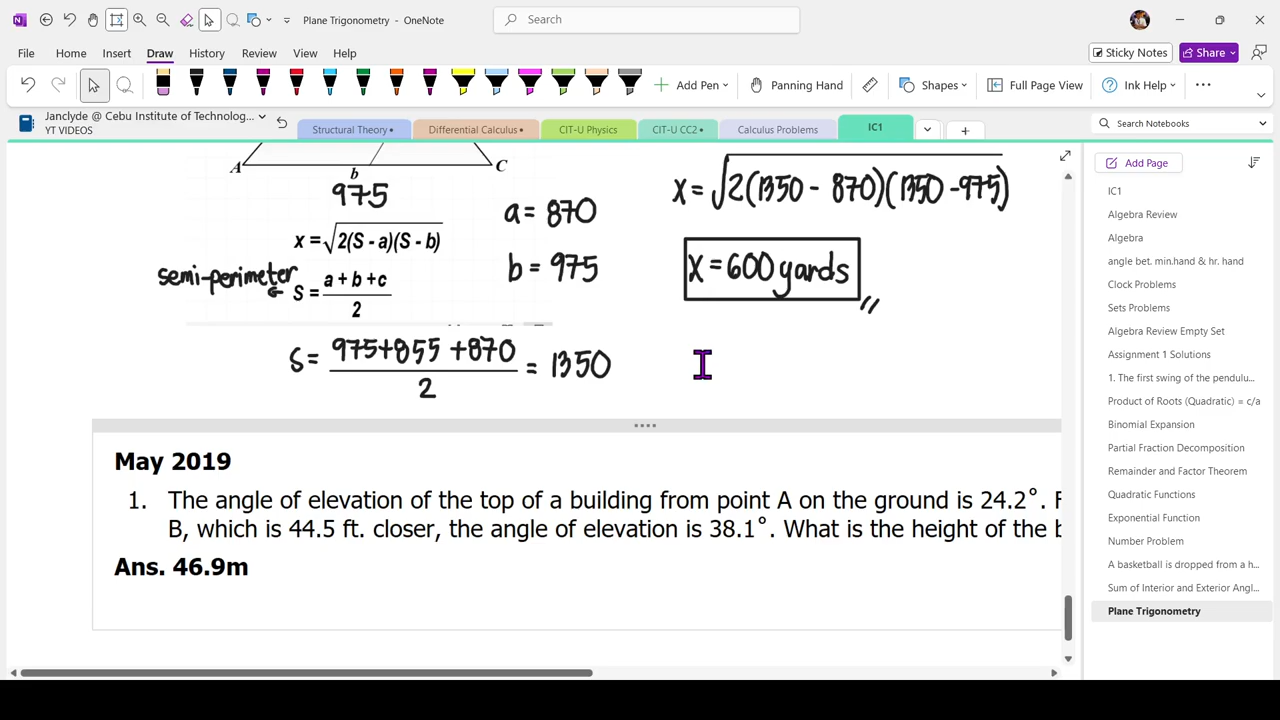 Plane Trigonometry - OneNote
Search
File Home Insert Draw History Review View Help
Sticky Notes Share
Add Pen Panning Hand Shapes Full Page View Ink Help
Janclyde @ Cebu Institute of Technolog...
YT VIDEOS
Structural Theory Differential Calculus CIT-U Physics CIT-U CC2 Calculus Problems IC1
Search Notebooks
Add Page
IC1
Algebra Review
Algebra
angle bet. min.hand & hr. hand
Clock Problems
Sets Problems
Algebra Review Empty Set
Assignment 1 Solutions
1. The first swing of the pendulu...
Product of Roots (Quadratic) = c/a
Binomial Expansion
Partial Fraction Decomposition
Remainder and Factor Theorem
Quadratic Functions
Exponential Function
Number Problem
A basketball is dropped from a h...
Sum of Interior and Exterior Angl...
Plane Trigonometry
A b C
975
x = √2(S - a)(S - b)
semi-perimeter
S = a + b + c
2
a = 870
b = 975
S = 975+855+870 = 1350
2
x = √2(1350 - 870)(1350 - 975)
x = 600 yards
May 2019
1. The angle of elevation of the top of a building from point A on the ground is 24.2°. F
B, which is 44.5 ft. closer, the angle of elevation is 38.1°. What is the height of the b
Ans. 46.9m